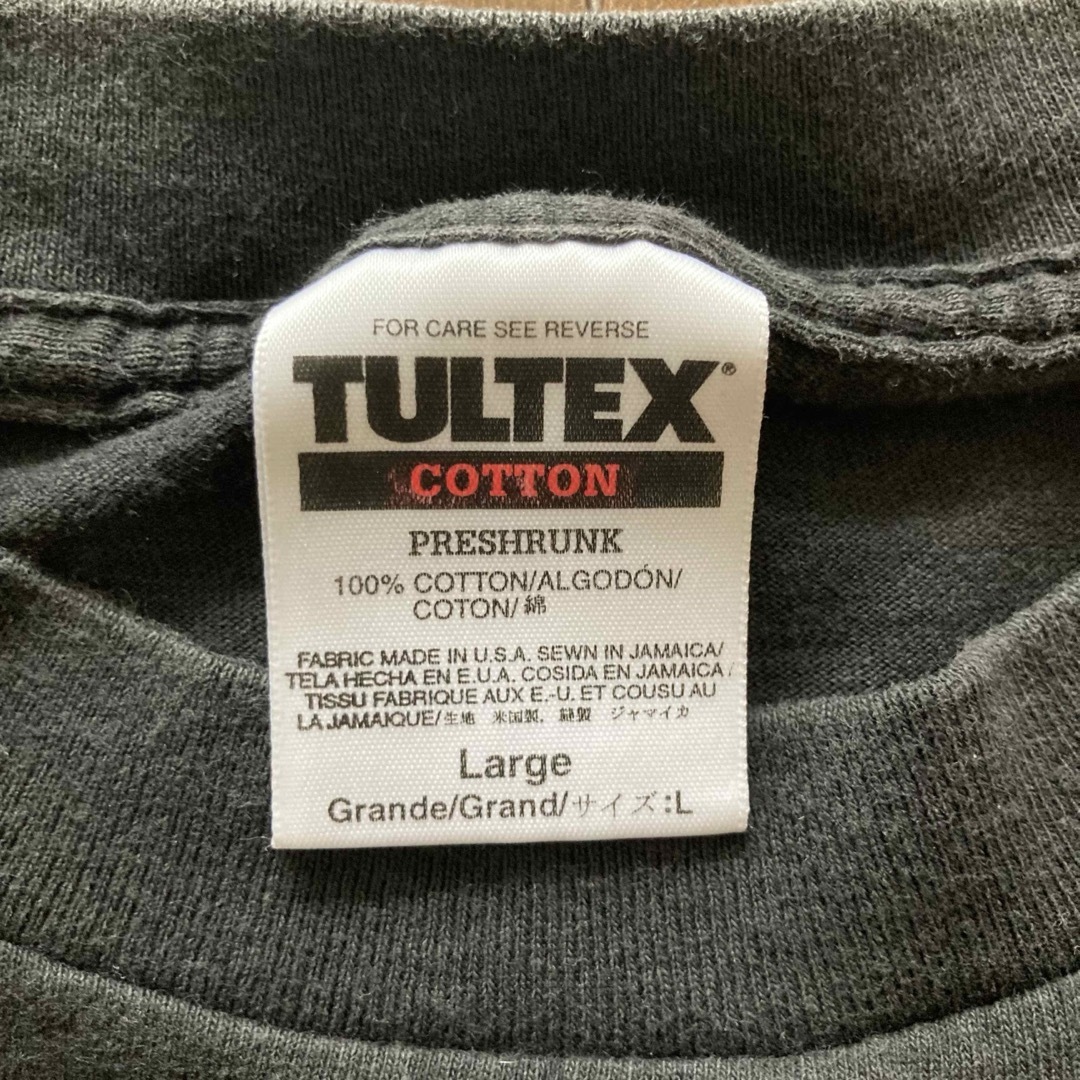 FOR CARE SEE REVERSE
TULTEX®
COTTON
PRESHRUNK
100% COTTON/ALGODÓN/
COTON/綿
FABRIC MADE IN U.S.A. SEWN IN JAMAICA/
TELA HECHA EN E.U.A. COSIDA EN JAMAICA/
TISSU FABRIQUE AUX E.-U. ET COUSU AU
LA JAMAIQUE/生地 米国製, 縫製 ジャマイカ
Large
Grande/Grand/サイズ:L